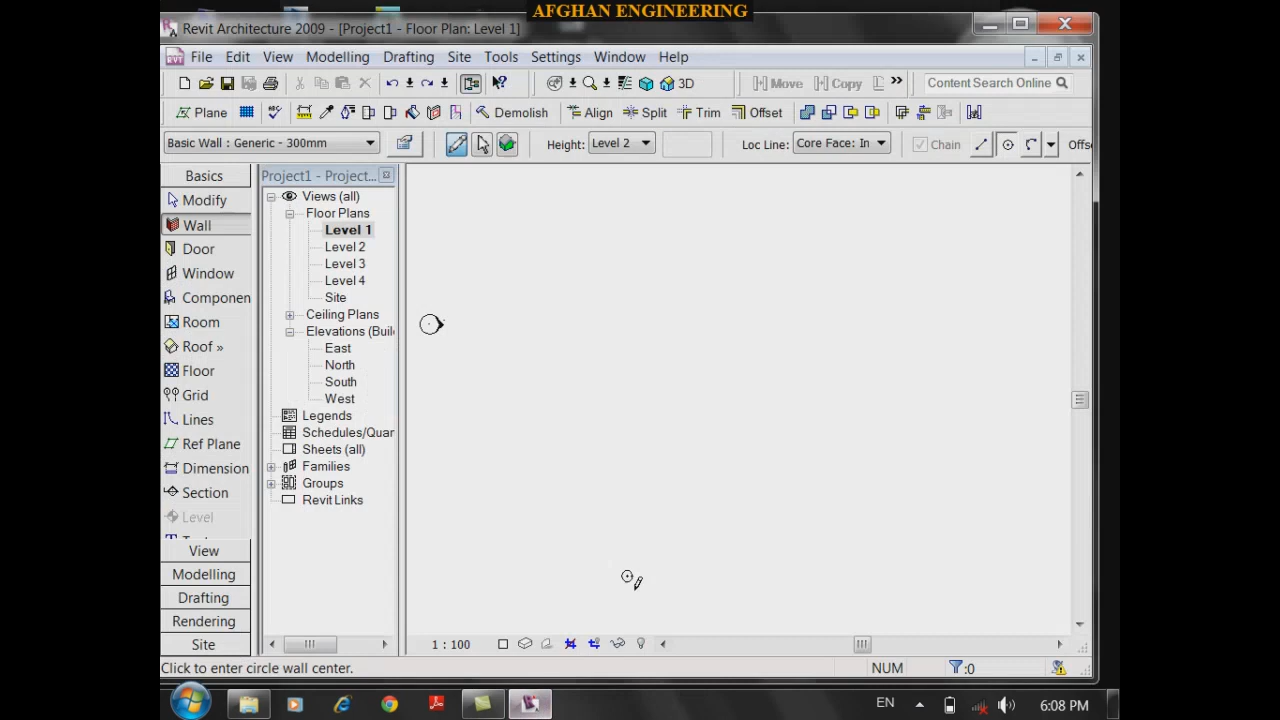 AFGHAN ENGINEERING
Revit Architecture 2009 - [Project1 - Floor Plan: Level 1]
File Edit View Modelling Drafting Site Tools Settings Window Help
3D Move Copy » Content Search Online
Plane Demolish Align Split Trim Offset
Basic Wall : Generic - 300mm Height: Level 2 Loc Line: Core Face: In Chain Offs
Basics
Modify
Wall
Door
Window
Componen
Room
Roof »
Floor
Grid
Lines
Ref Plane
Dimension
Section
Level
View
Modelling
Drafting
Rendering
Site
Project1 - Project...
Views (all)
Floor Plans
Level 1
Level 2
Level 3
Level 4
Site
Ceiling Plans
Elevations (Buil
East
North
South
West
Legends
Schedules/Quar
Sheets (all)
Families
Groups
Revit Links
1 : 100
Click to enter circle wall center. NUM :0
EN 6:08 PM